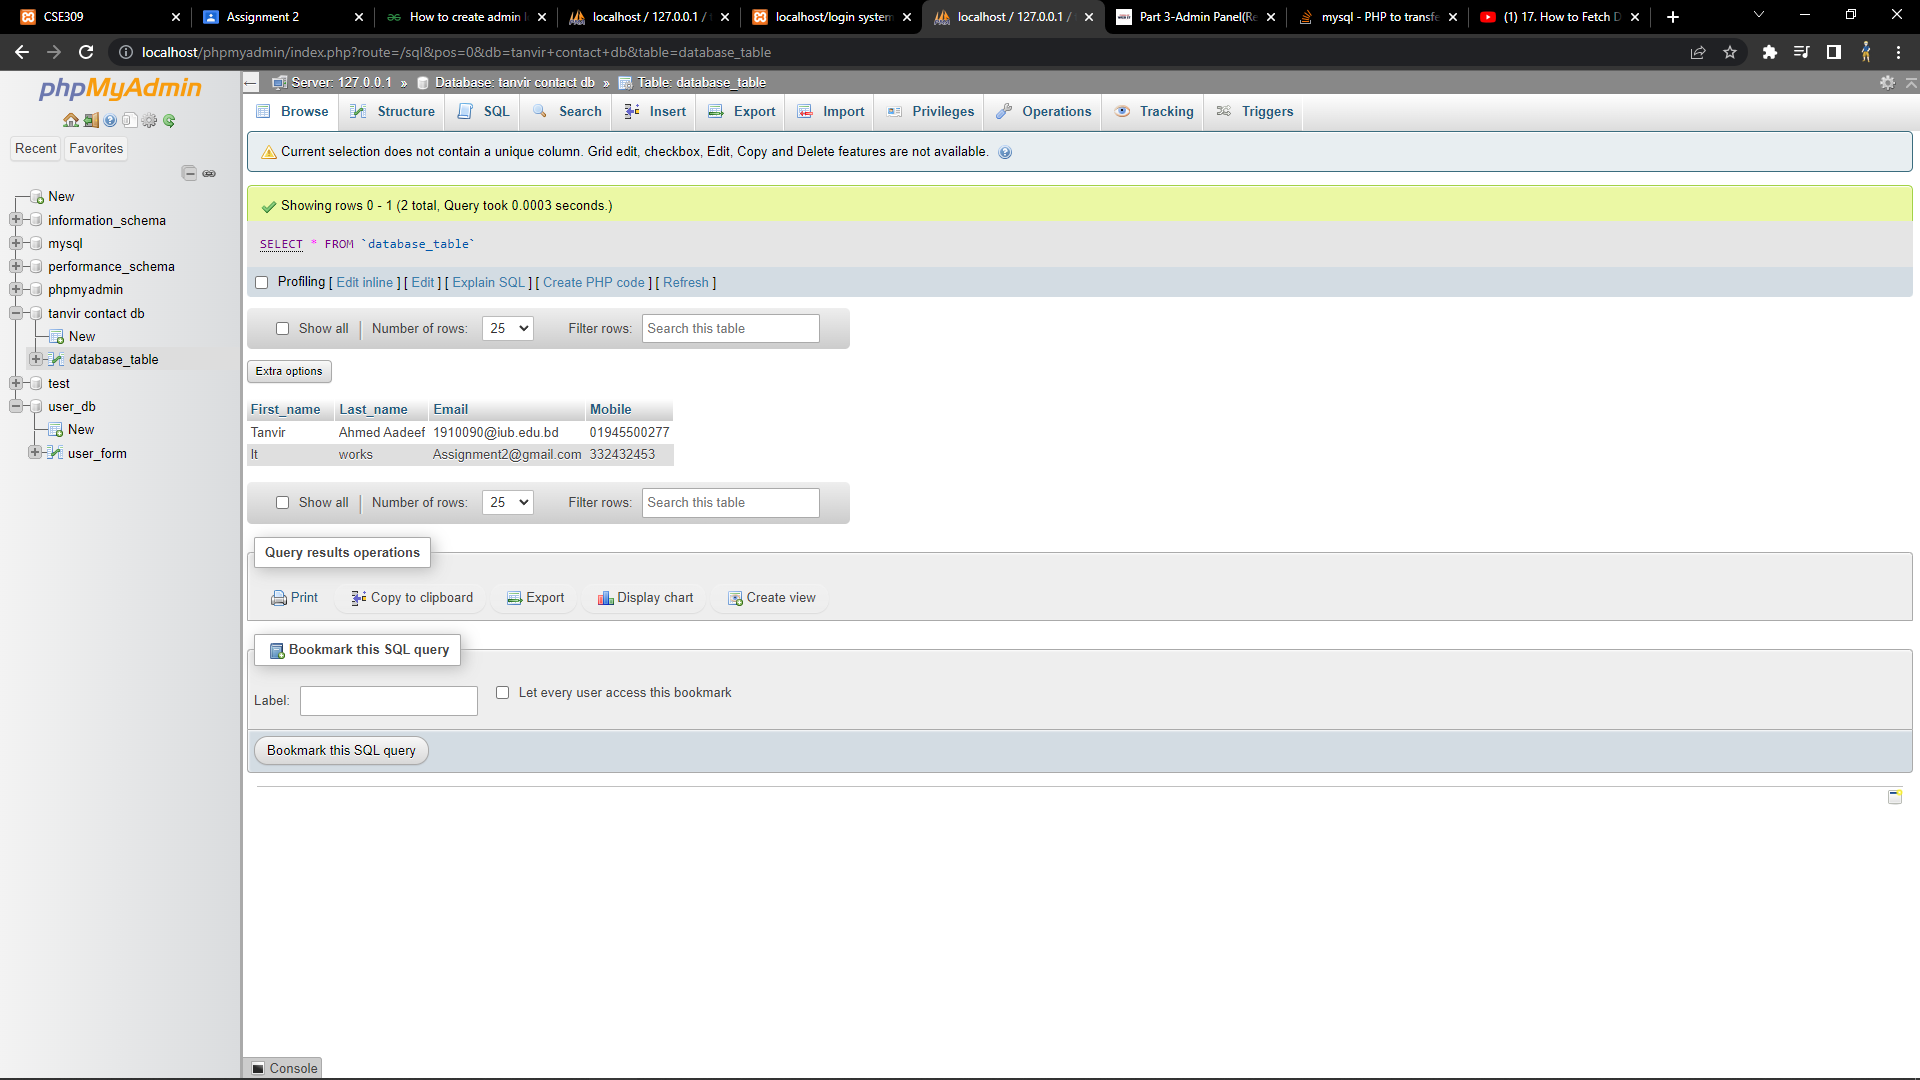 CSE309
Assignment 2
How to create admin l
localhost / 127.0.0.1 / 
localhost/login system
localhost / 127.0.0.1 / 
Part 3-Admin Panel(Re
mysql - PHP to transfe
(1) 17. How to Fetch D
localhost/phpmyadmin/index.php?route=/sql&pos=0&db=tanvir+contact+db&table=database_table
phpMyAdmin
Recent
Favorites
New
information_schema
mysql
performance_schema
phpmyadmin
tanvir contact db
New
database_table
test
user_db
New
user_form
Server: 127.0.0.1 » Database: tanvir contact db » Table: database_table
Browse Structure SQL Search Insert Export Import Privileges Operations Tracking Triggers
Current selection does not contain a unique column. Grid edit, checkbox, Edit, Copy and Delete features are not available.
Showing rows 0 - 1 (2 total, Query took 0.0003 seconds.)
SELECT * FROM `database_table`
Profiling [ Edit inline ] [ Edit ] [ Explain SQL ] [ Create PHP code ] [ Refresh ]
Show all Number of rows: 25 Filter rows: Search this table
Extra options
First_name Last_name Email Mobile
Tanvir Ahmed Aadeef 1910090@iub.edu.bd 01945500277
It works Assignment2@gmail.com 332432453
Show all Number of rows: 25 Filter rows: Search this table
Query results operations
Print Copy to clipboard Export Display chart Create view
Bookmark this SQL query
Label: Let every user access this bookmark
Bookmark this SQL query
Console